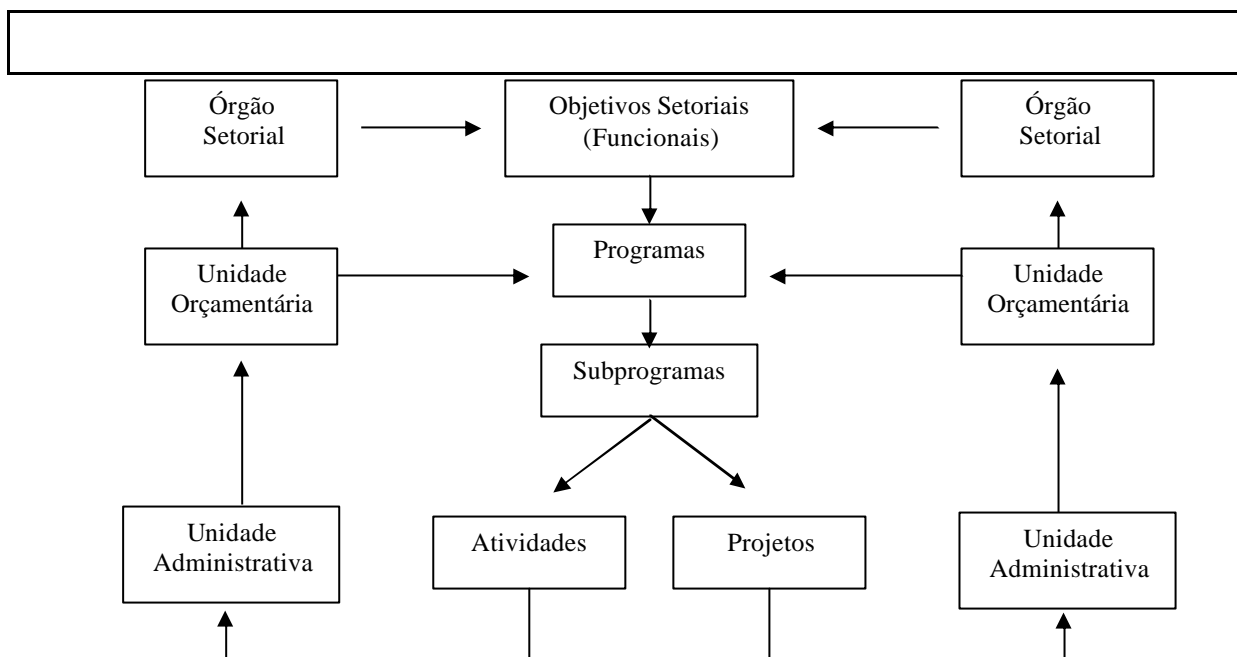 Órgão
Setorial
Objetivos Setoriais
(Funcionais)
Órgão
Setorial
Programas
Unidade
Orçamentária
Unidade
Orçamentária
Subprogramas
Unidade
Administrativa
Atividades
Projetos
Unidade
Administrativa